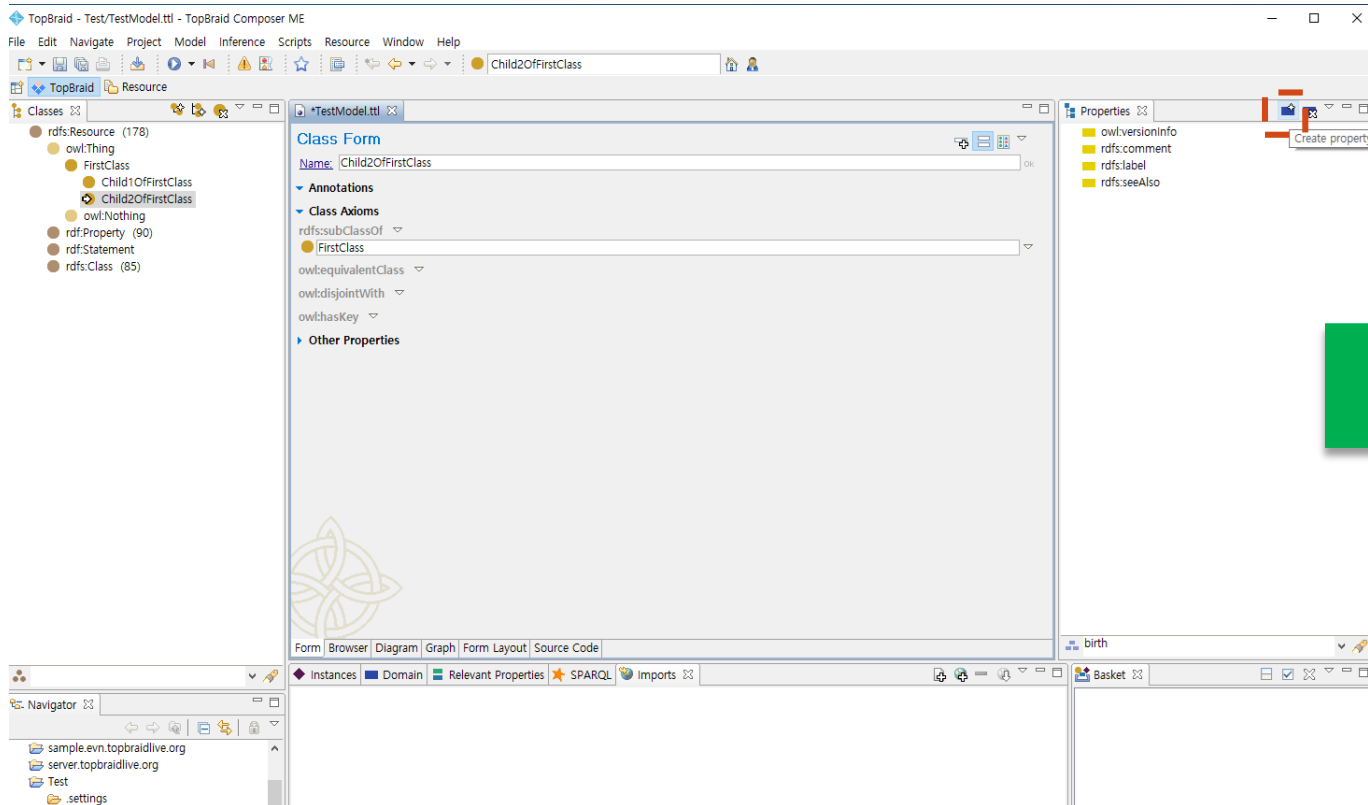 TopBraid - Test/TestModel.ttl - TopBraid Composer ME
File Edit Navigate Project Model Inference Scripts Resource Window Help
Child2OfFirstClass
TopBraid Resource
Classes
rdfs:Resource (178)
owl:Thing
FirstClass
Child1OfFirstClass
Child2OfFirstClass
owl:Nothing
rdf:Property (90)
rdf:Statement
rdfs:Class (85)
*TestModel.ttl
Class Form
Name: Child2OfFirstClass Ok
Annotations
Class Axioms
rdfs:subClassOf
FirstClass
owl:equivalentClass
owl:disjointWith
owl:hasKey
Other Properties
Form Browser Diagram Graph Form Layout Source Code
Properties
Create property
owl:versionInfo
rdfs:comment
rdfs:label
rdfs:seeAlso
birth
Instances Domain Relevant Properties SPARQL Imports
Basket
Navigator
sample.evn.topbraidlive.org
server.topbraidlive.org
Test
.settings